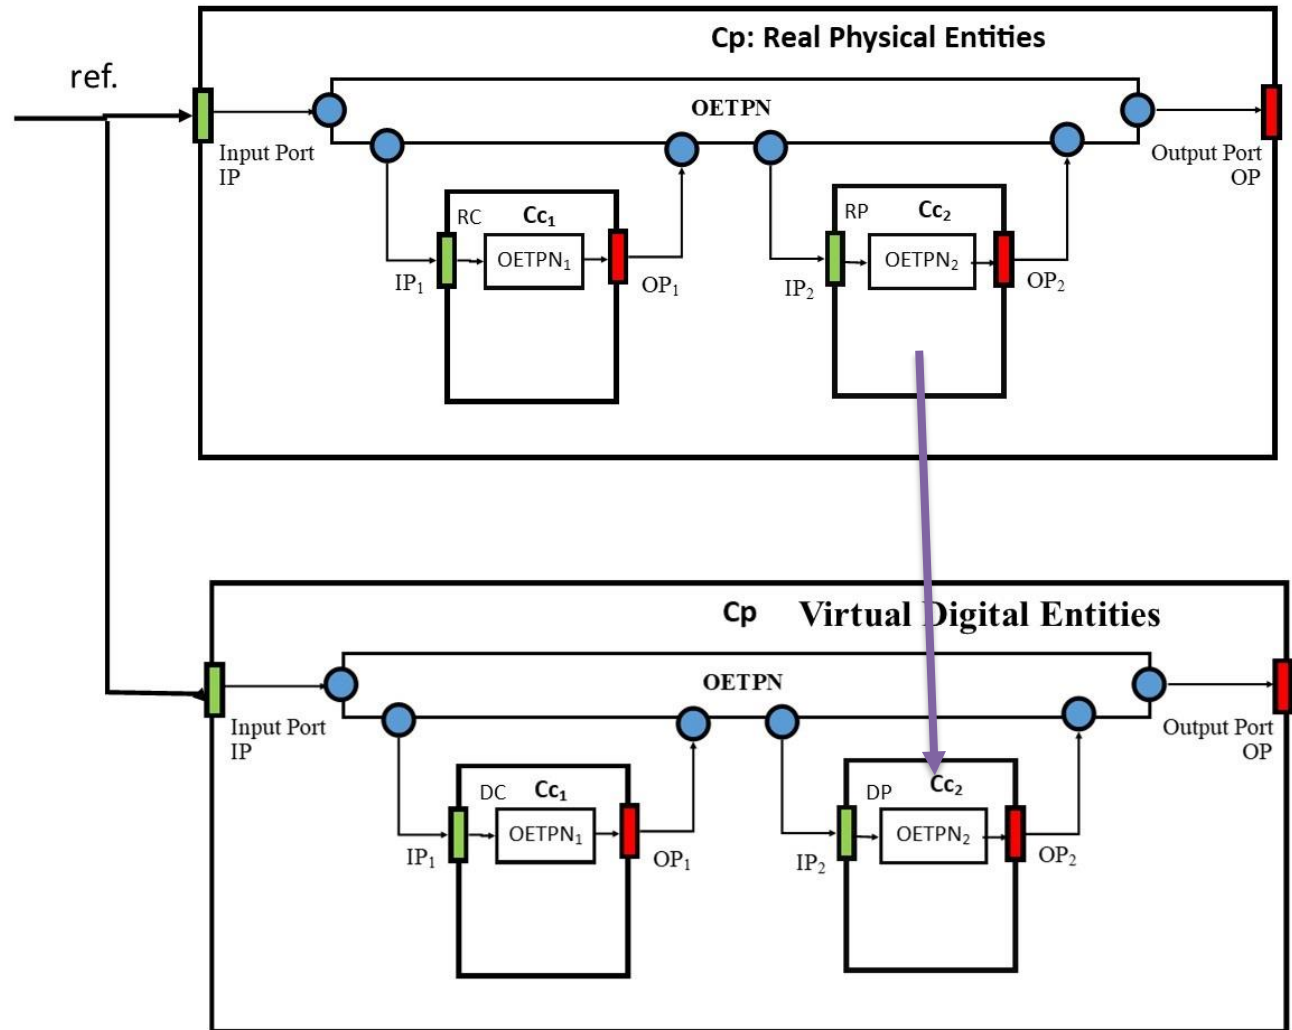 Cp: Real Physical Entities
ref.
OETPN
Input Port
IP
Output Port
OP
RC Cc₁
OETPN₁
IP₁
OP₁
RP Cc₂
OETPN₂
IP₂
OP₂
Cp Virtual Digital Entities
OETPN
Input Port
IP
Output Port
OP
DC Cc₁
OETPN₁
IP₁
OP₁
DP Cc₂
OETPN₂
IP₂
OP₂